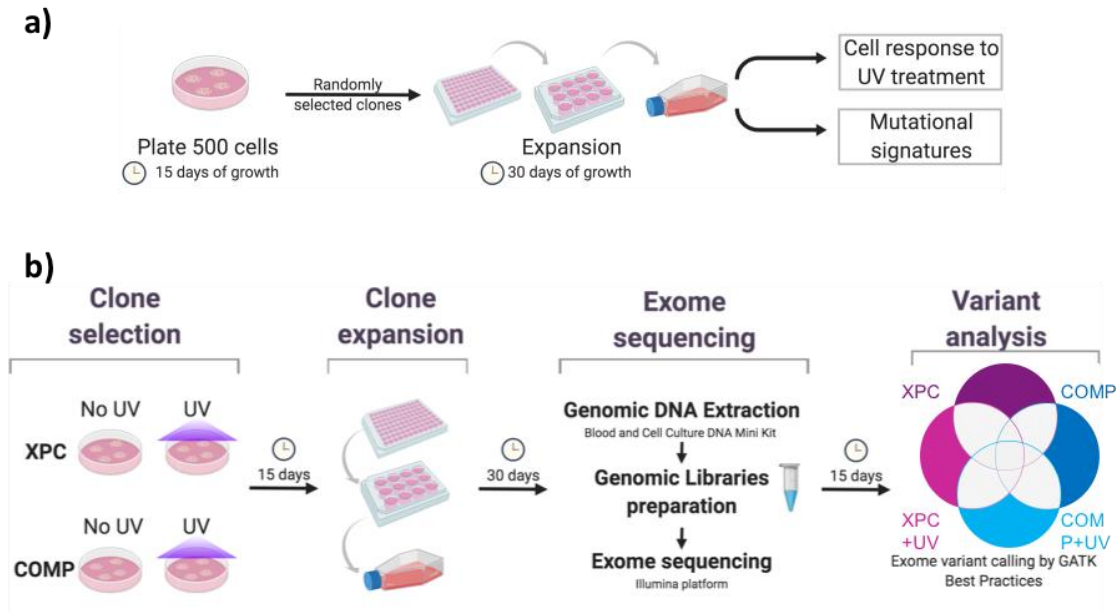 a)
Plate 500 cells
15 days of growth
Randomly
selected clones
Expansion
30 days of growth
Cell response to
UV treatment
Mutational
signatures
b)
Clone
selection
Clone
expansion
Exome
sequencing
Variant
analysis
No UV
UV
XPC
No UV
UV
COMP
15 days
30 days
Genomic DNA Extraction
Blood and Cell Culture DNA Mini Kit
Genomic Libraries
preparation
Exome sequencing
Illumina platform
15 days
XPC
COMP
XPC
+UV
COM
P+UV
Exome variant calling by GATK
Best Practices